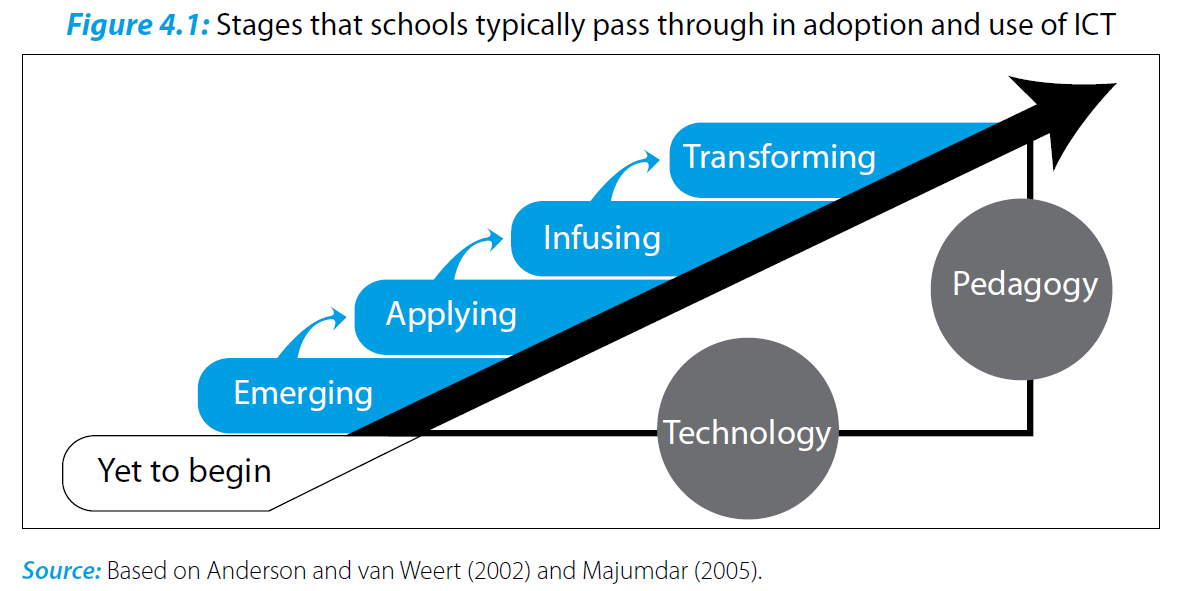 Figure 4.1: Stages that schools typically pass through in adoption and use of ICT
Transforming
Infusing
Applying
Emerging
Yet to begin
Pedagogy
Technology
Source: Based on Anderson and van Weert (2002) and Majumdar (2005).